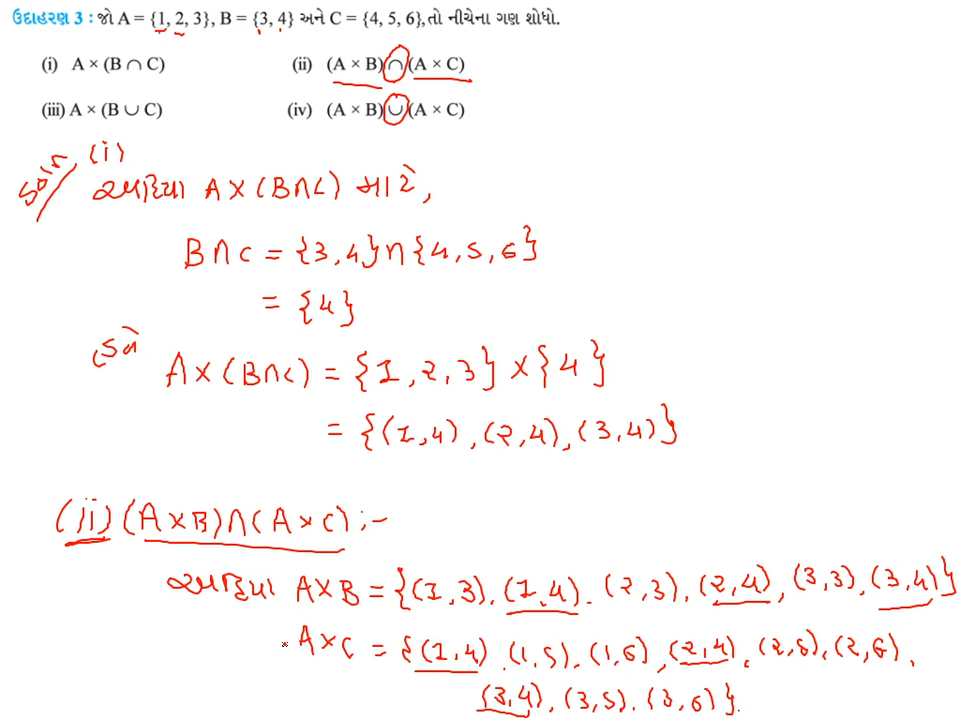 ઉદાહરણ 3 : જો A = {1, 2, 3}, B = {3, 4} અને C = {4, 5, 6}, તો નીચેના ગણ શોધો.
(i) A × (B ∩ C) (ii) (A × B) ∩ (A × C)
(iii) A × (B ∪ C) (iv) (A × B) ∪ (A × C)
(i)
A × (B ∩ C) માટે,
B ∩ C = {3, 4} ∩ {4, 5, 6}
= {4}
હવે
A × (B ∩ C) = {1, 2, 3} × {4}
= {(1, 4), (2, 4), (3, 4)}
(ii) (A × B) ∩ (A × C) :-
A × B = {(1, 3), (1, 4), (2, 3), (2, 4), (3, 3), (3, 4)}
A × C = {(1, 4), (1, 5), (1, 6), (2, 4), (2, 5), (2, 6),
(3, 4), (3, 5), (3, 6)}